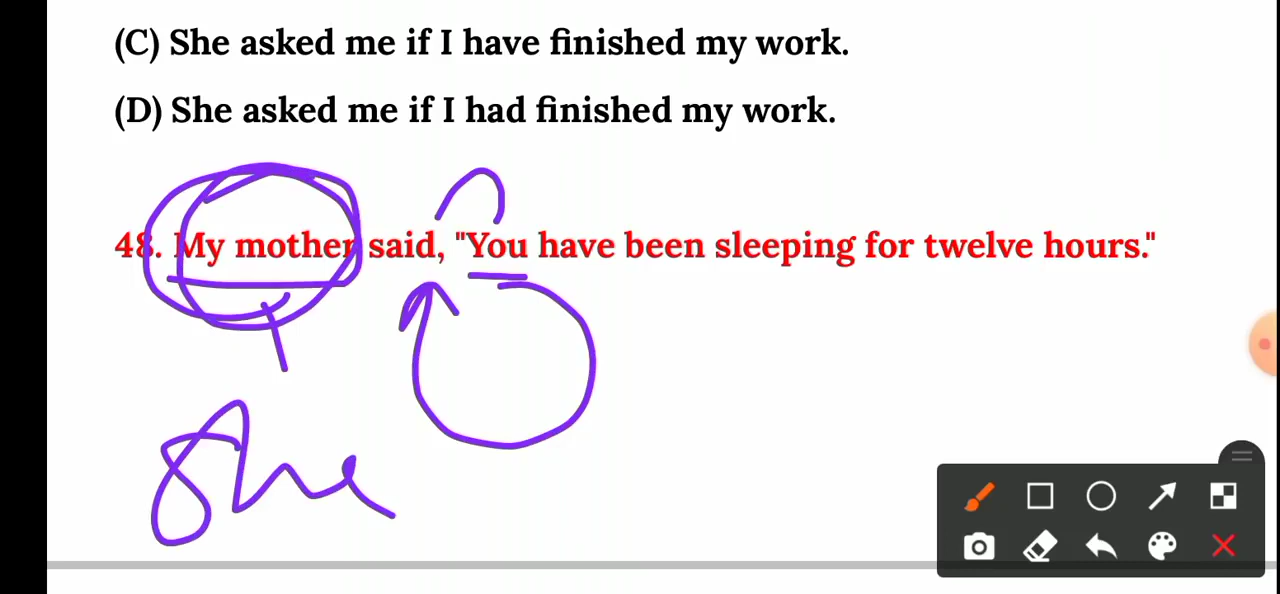 (C) She asked me if I have finished my work.
(D) She asked me if I had finished my work.
48. My mother said, "You have been sleeping for twelve hours."
She